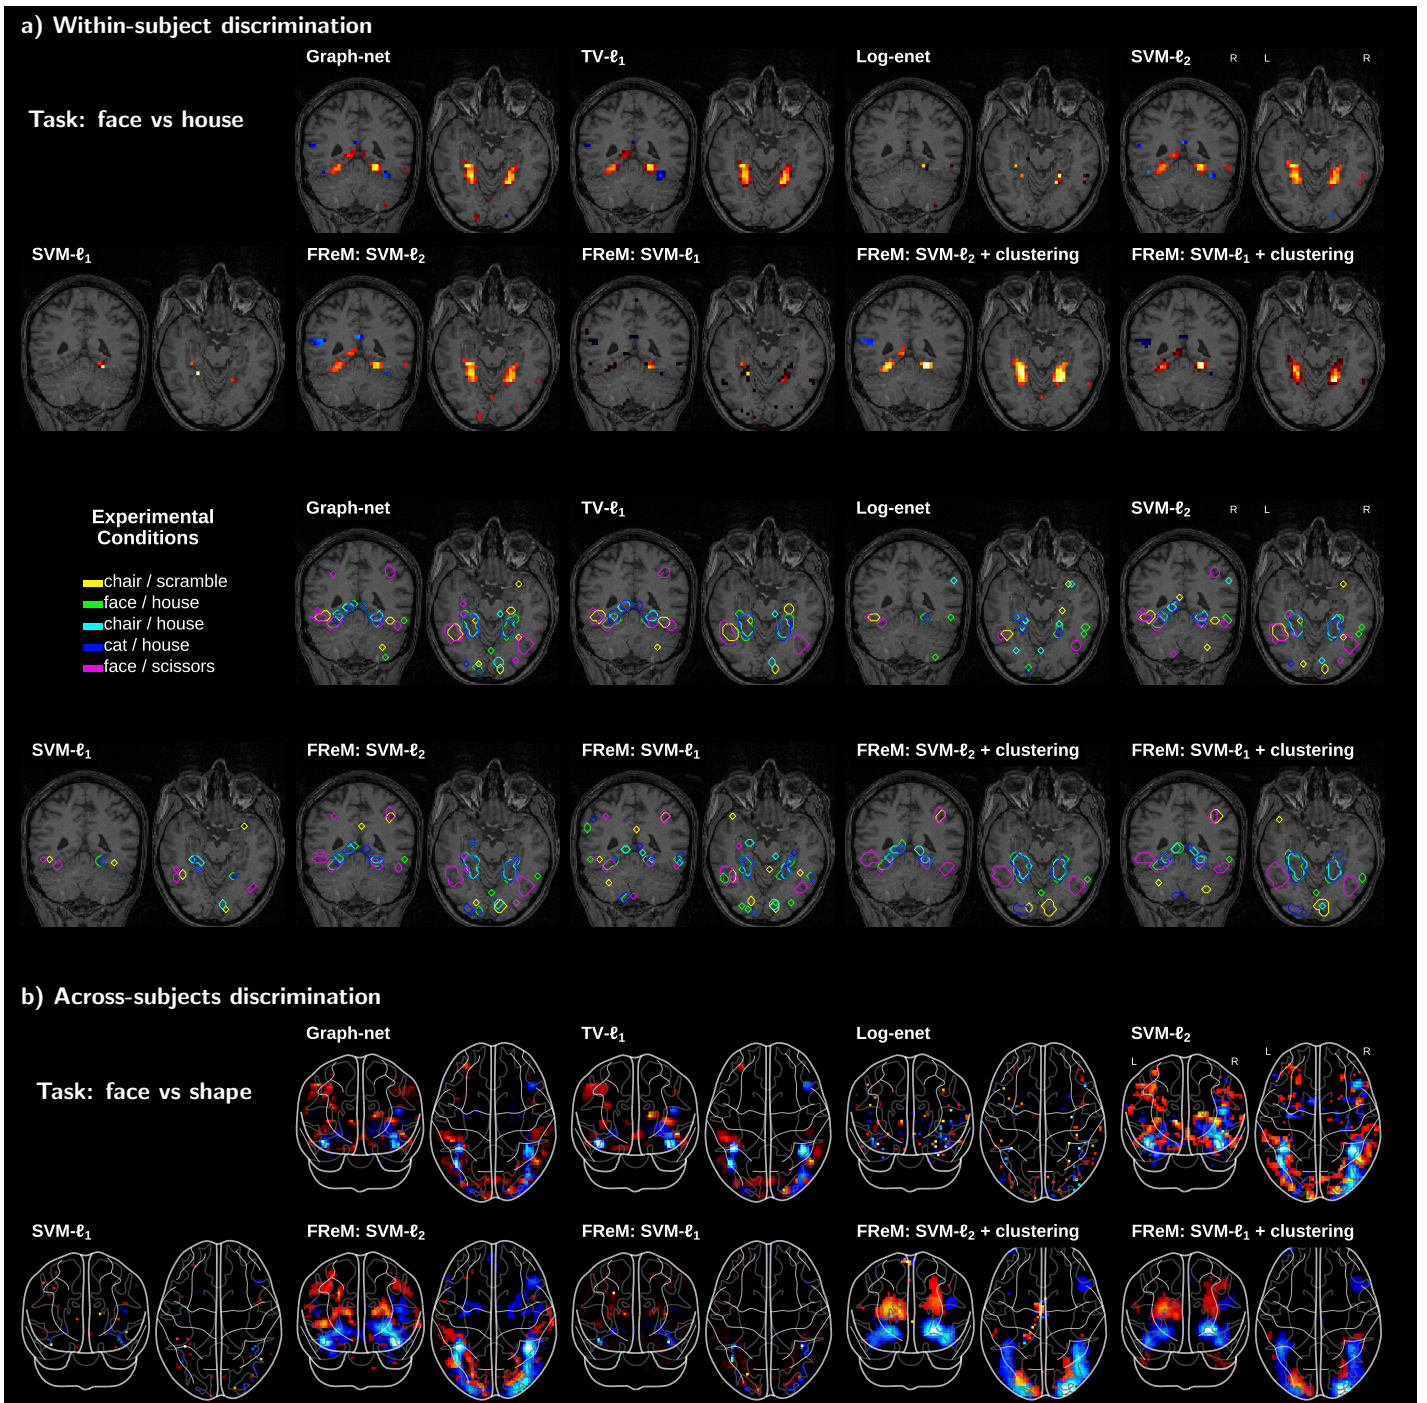 a) Within-subject discrimination
Graph-net
TV-ℓ₁
Log-enet
SVM-ℓ₂
R
L
R
Task: face vs house
SVM-ℓ₁
FReM: SVM-ℓ₂
FReM: SVM-ℓ₁
FReM: SVM-ℓ₂ + clustering
FReM: SVM-ℓ₁ + clustering
Experimental
Conditions
chair / scramble
face / house
chair / house
cat / house
face / scissors
Graph-net
TV-ℓ₁
Log-enet
SVM-ℓ₂
R
L
R
SVM-ℓ₁
FReM: SVM-ℓ₂
FReM: SVM-ℓ₁
FReM: SVM-ℓ₂ + clustering
FReM: SVM-ℓ₁ + clustering
b) Across-subjects discrimination
Graph-net
TV-ℓ₁
Log-enet
SVM-ℓ₂
L
R
L
R
Task: face vs shape
SVM-ℓ₁
FReM: SVM-ℓ₂
FReM: SVM-ℓ₁
FReM: SVM-ℓ₂ + clustering
FReM: SVM-ℓ₁ + clustering